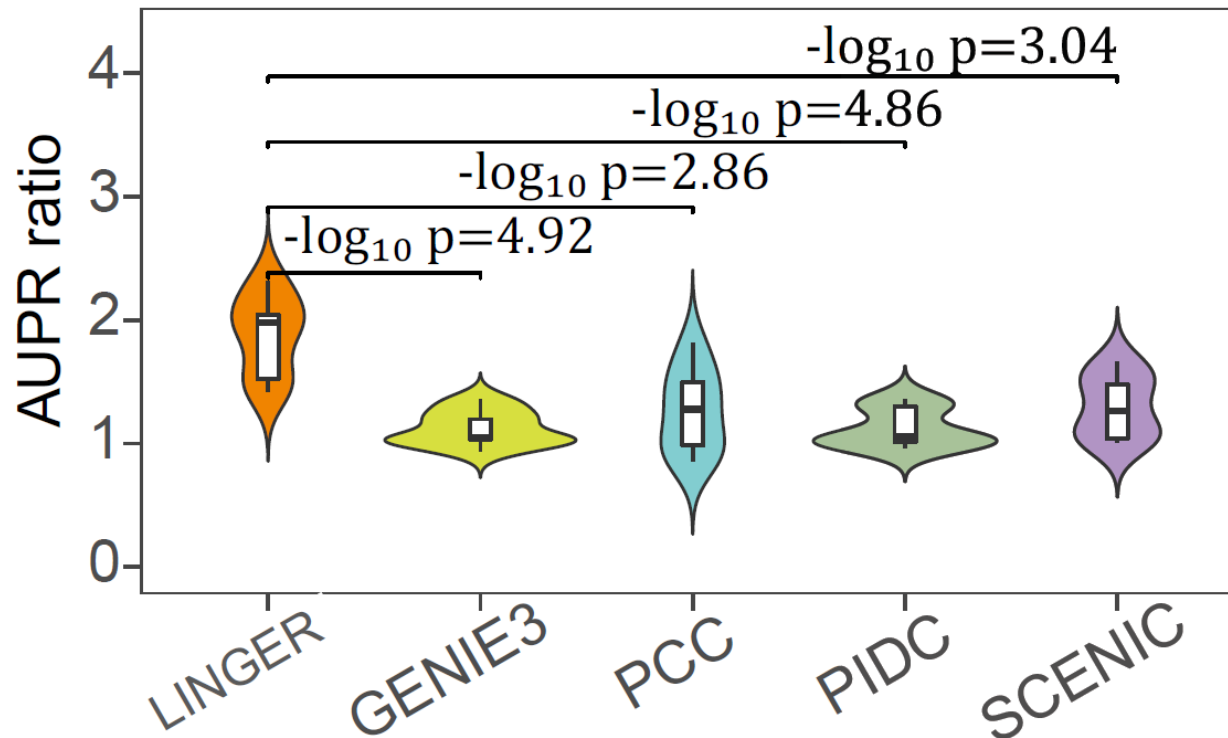 -log₁₀ p=3.04
-log₁₀ p=4.86
-log₁₀ p=2.86
-log₁₀ p=4.92
AUPR ratio
4
3
2
1
0
LINGER
GENIE3
PCC
PIDC
SCENIC